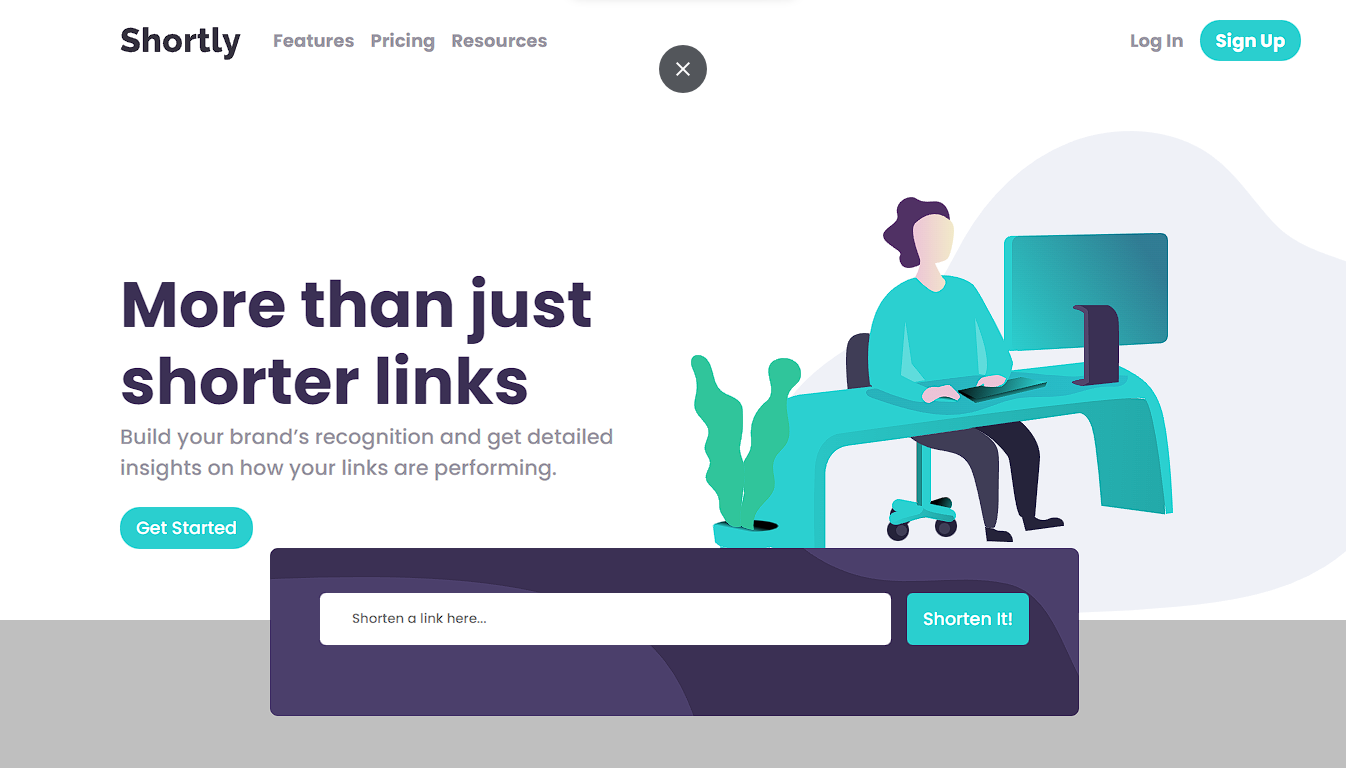 Shortly
Features Pricing Resources
Log In
Sign Up
More than just
shorter links
Build your brand’s recognition and get detailed
insights on how your links are performing.
Get Started
Shorten a link here...
Shorten It!